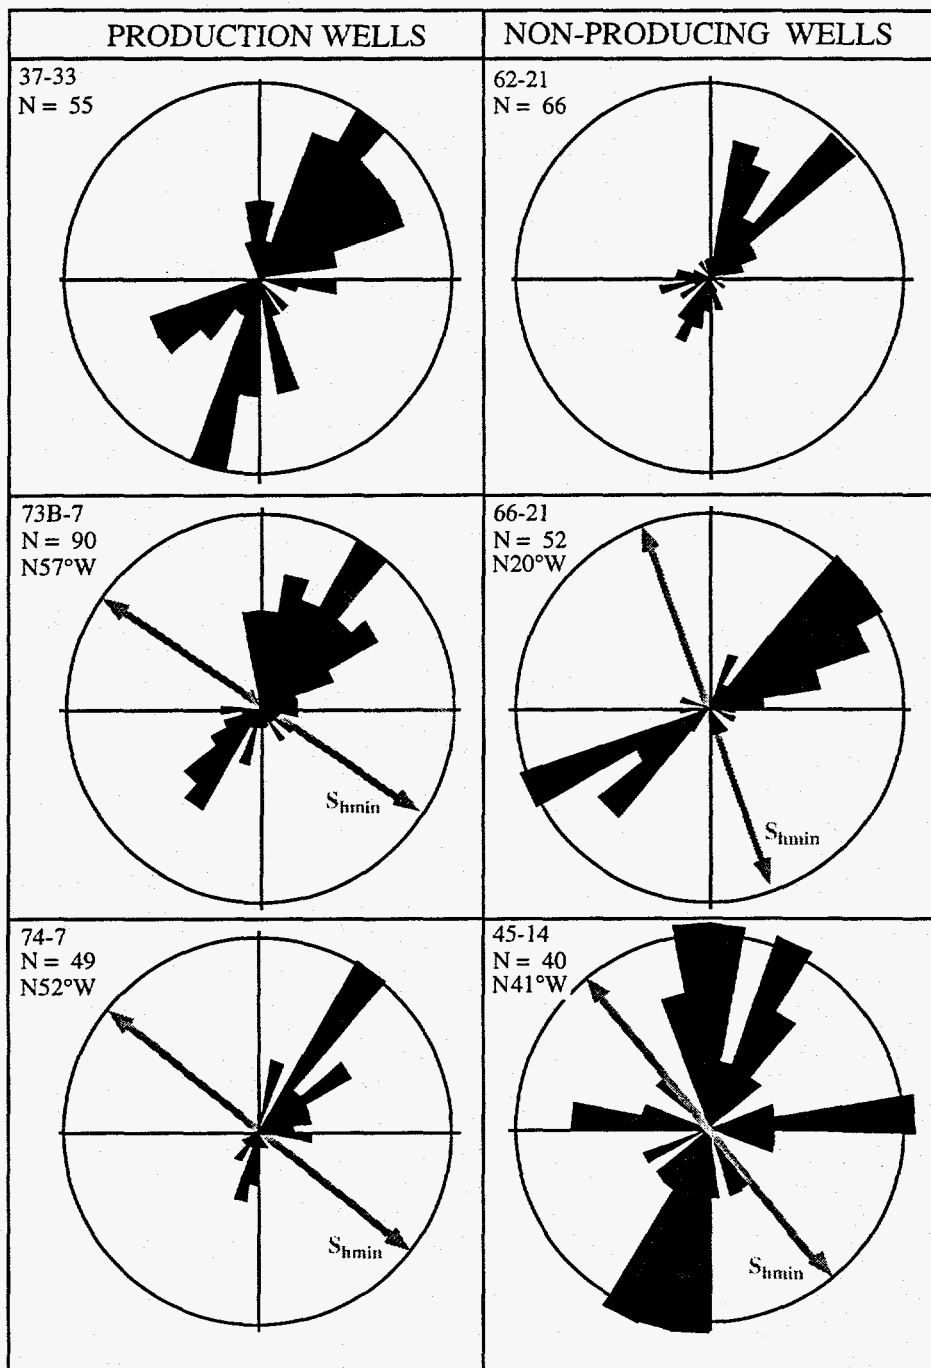 PRODUCTION WELLS
NON-PRODUCING WELLS
37-33
N = 55
62-21
N = 66
73B-7
N = 90
N57°W
Shmin
66-21
N = 52
N20°W
Shmin
74-7
N = 49
N52°W
Shmin
45-14
N = 40
N41°W
Shmin